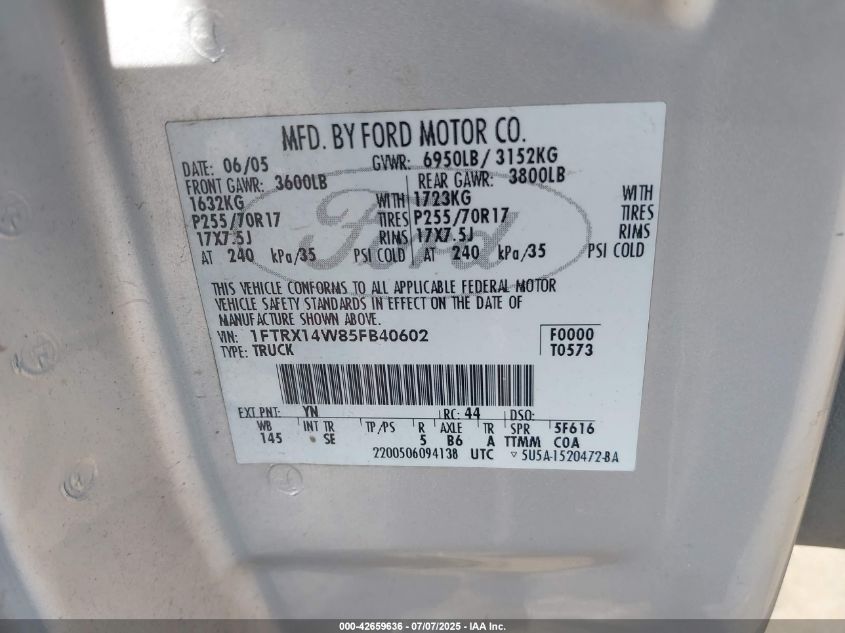 MFD. BY FORD MOTOR CO.
DATE: 06/05 GVWR: 6950LB/ 3152KG
FRONT GAWR: 3600LB REAR GAWR: 3800LB
1632KG WITH 1723KG WITH
P255/70R17 TIRES P255/70R17 TIRES
17X7.5J RIMS 17X7.5J RIMS
AT 240 kPa/35 PSI COLD AT 240 kPa/35 PSI COLD
Ford
THIS VEHICLE CONFORMS TO ALL APPLICABLE FEDERAL MOTOR
VEHICLE SAFETY STANDARDS IN EFFECT ON THE DATE OF
MANUFACTURE SHOWN ABOVE.
VIN: 1FTRX14W85FB40602 F0000
TYPE: TRUCK T0573
EXT PNT: YN RC: 44 DSO:
WB INT TR TP/PS R AXLE TR SPR 5F616
145 SE 5 B6 A TTMM COA
2200506094138 UTC ▽ 5U5A-1520472-BA
000-42659636 - 07/07/2025 - IAA Inc.